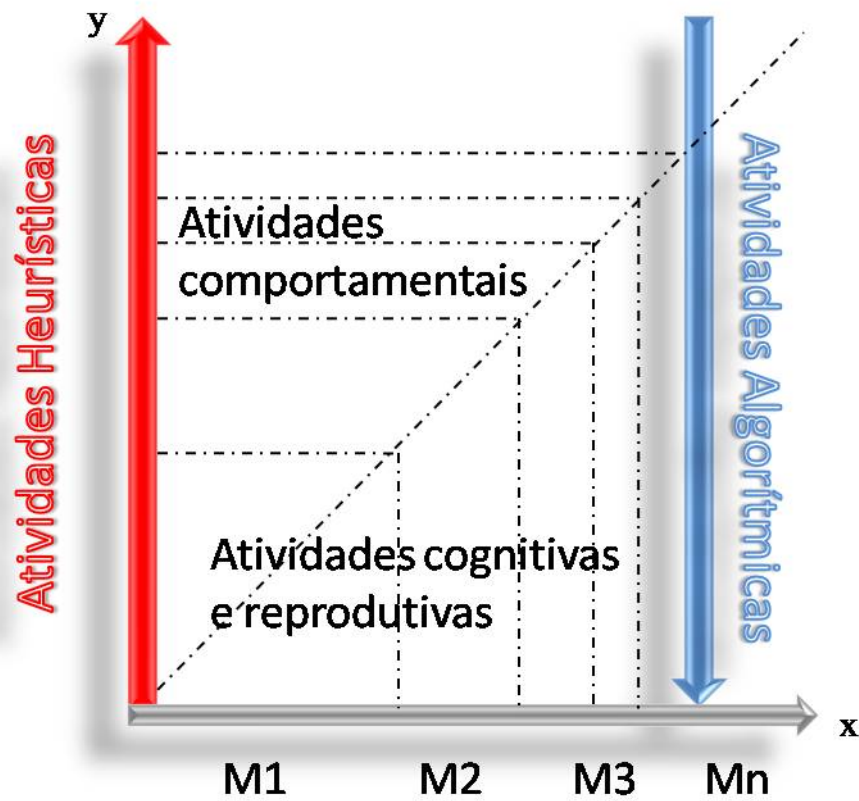 y
Atividades Heurísticas
Atividades
comportamentais
Atividades cognitivas
e reprodutivas
Atividades Algorítmicas
x
M1 M2 M3 Mn